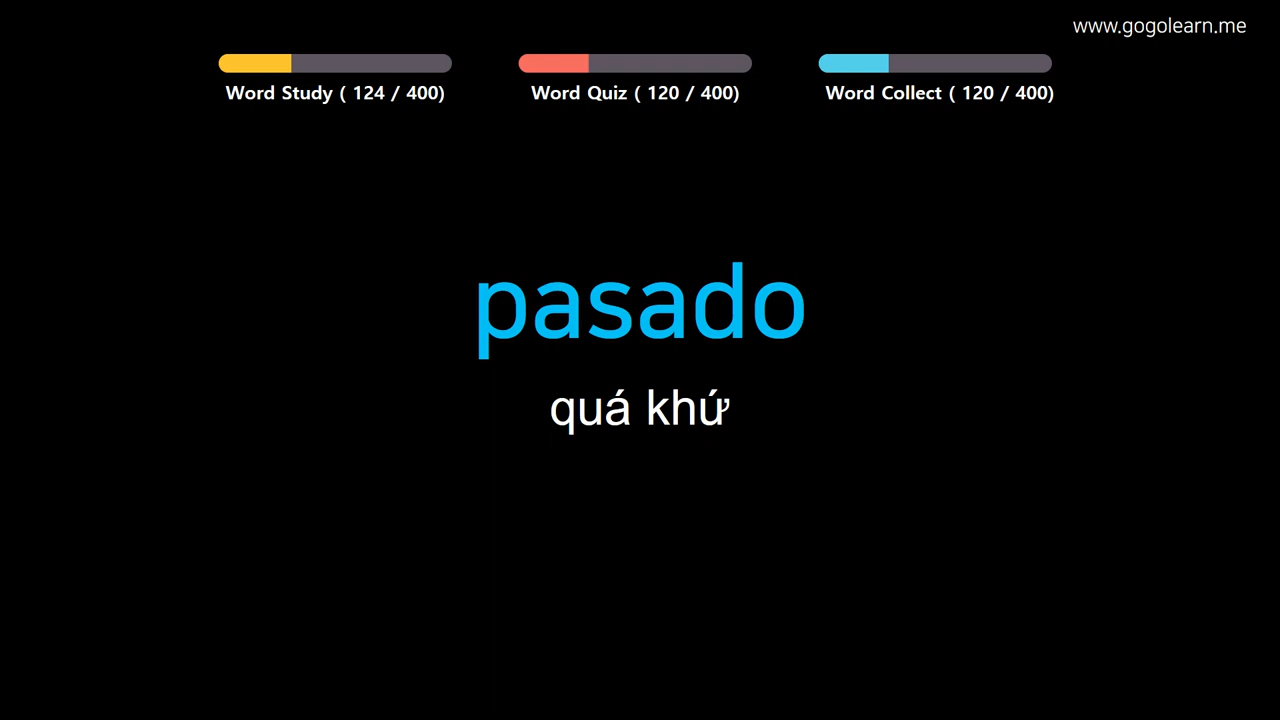 www.gogolearn.me
Word Study ( 124 / 400)
Word Quiz ( 120 / 400)
Word Collect ( 120 / 400)
pasado
quá khứ